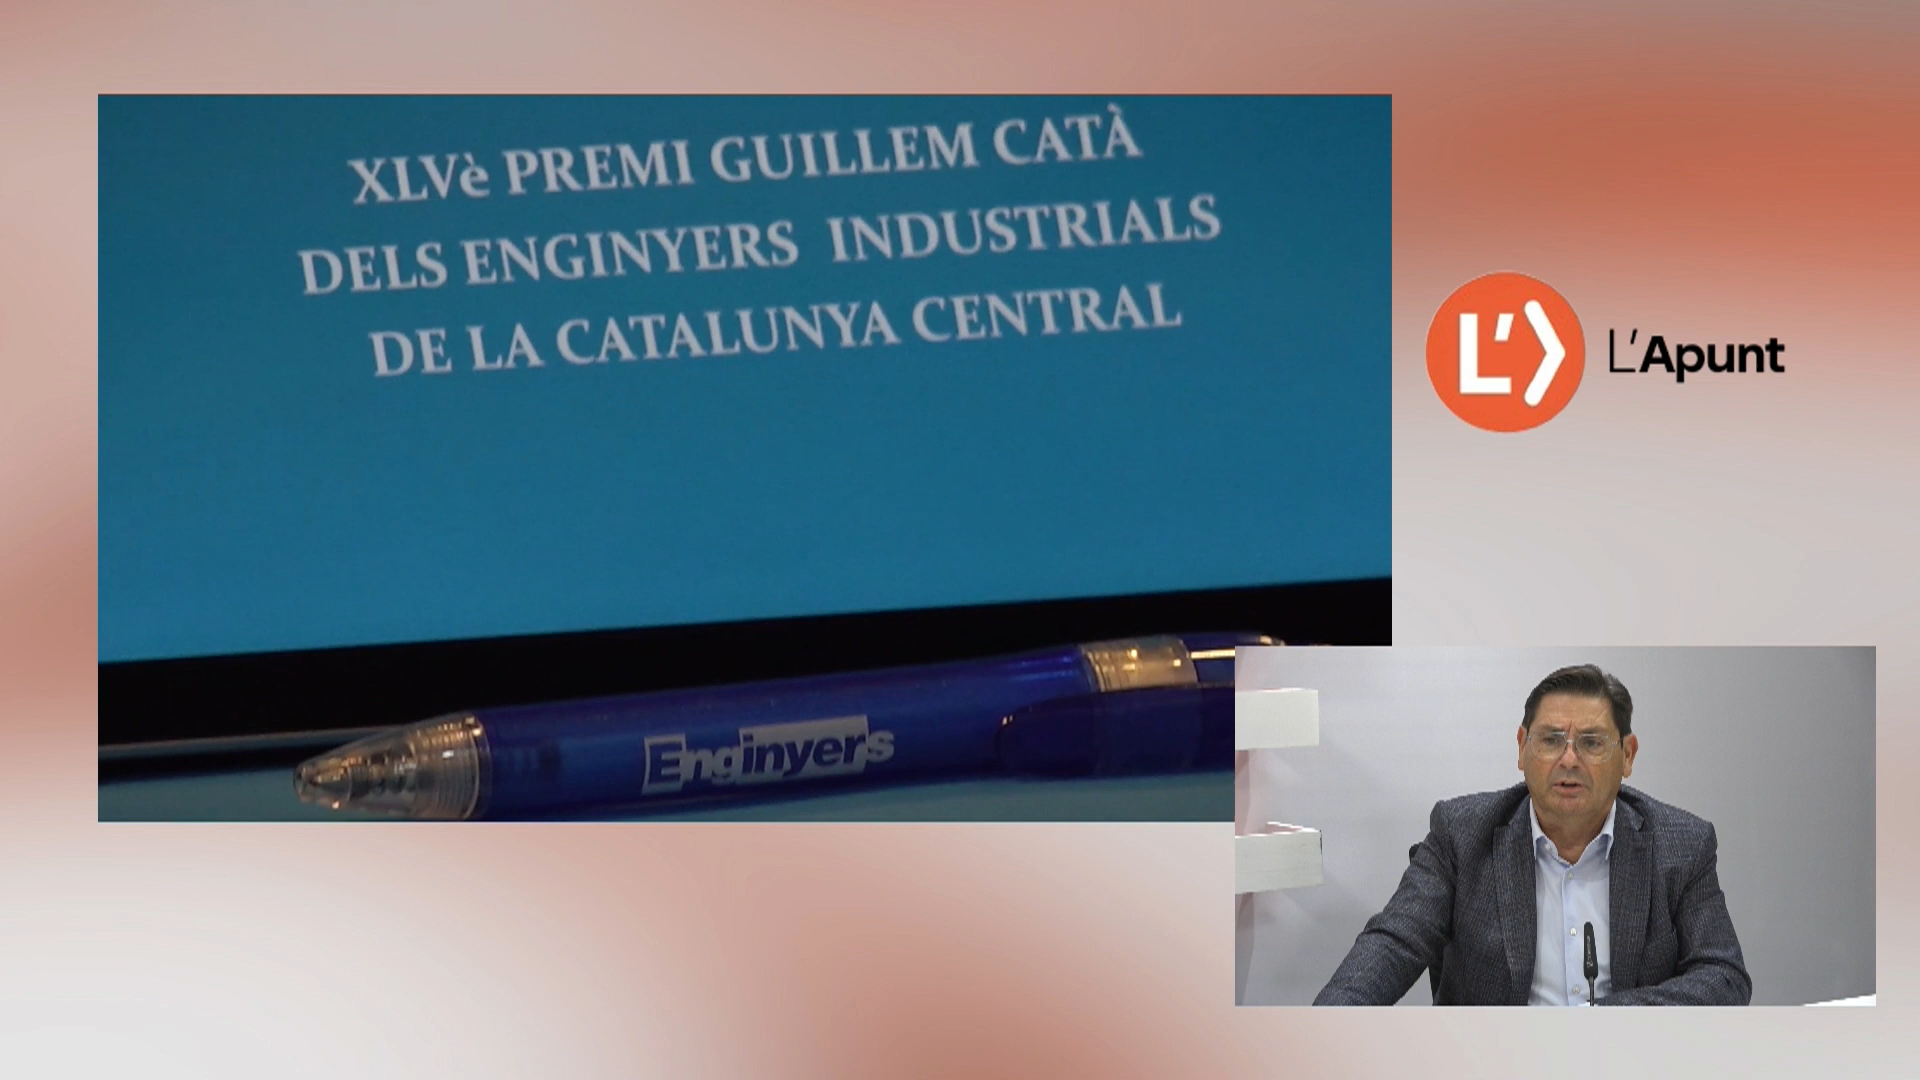 XLVè PREMI GUILLEM CATÀ
DELS ENGINYERS INDUSTRIALS
DE LA CATALUNYA CENTRAL
L'
L'Apunt
Enginyers